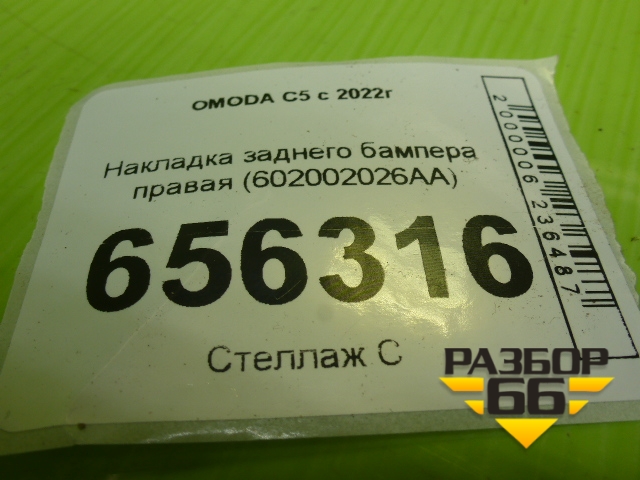 OMODA C5 с 2022г
Накладка заднего бампера
правая (602002026AA)
656316
Стеллаж С
2000006236487
РАЗБОР
66